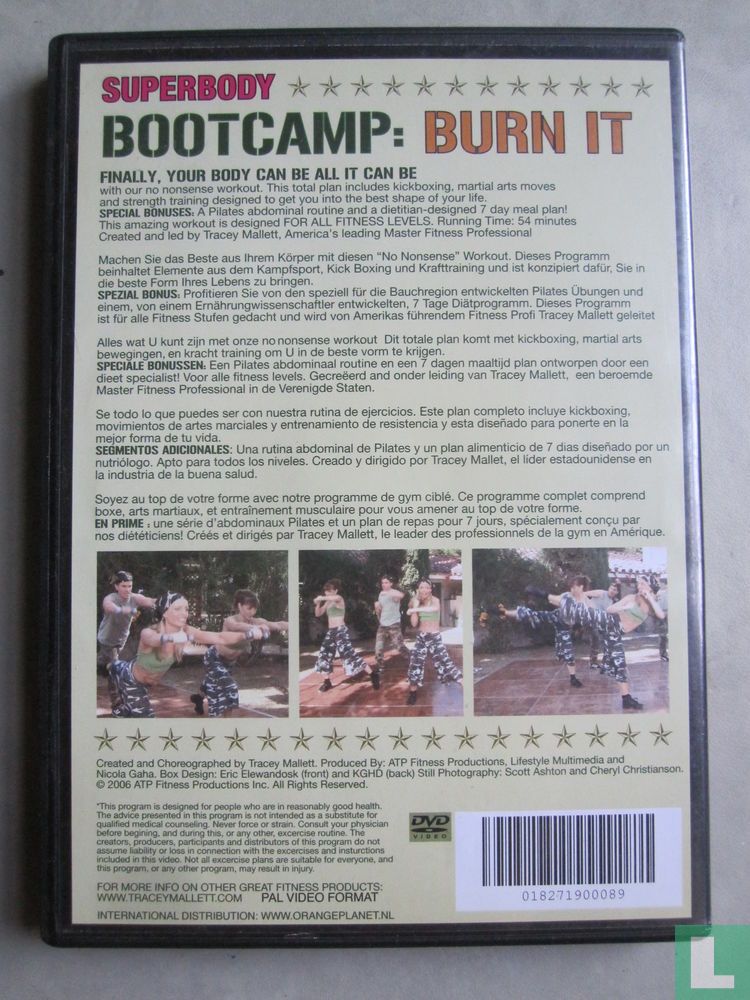 SUPERBODY
BOOTCAMP: BURN IT
FINALLY, YOUR BODY CAN BE ALL IT CAN BE
with our no nonsense workout. This total plan includes kickboxing, martial arts moves
and strength training designed to get you into the best shape of your life.
SPECIAL BONUSES: A Pilates abdominal routine and a dietitian-designed 7 day meal plan!
This amazing workout is designed FOR ALL FITNESS LEVELS. Running Time: 54 minutes
Created and led by Tracey Mallett, America's leading Master Fitness Professional
Machen Sie das Beste aus Ihrem Körper mit diesen "No Nonsense" Workout. Dieses Programm
beinhaltet Elemente aus dem Kampfsport, Kick Boxing und Krafttraining und ist konzipiert dafür, Sie in
die beste Form Ihres Lebens zu bringen.
SPEZIAL BONUS: Profitieren Sie von den speziell für die Bauchregion entwickelten Pilates Übungen und
einem, von einem Ernährungwissenschaftler entwickelten, 7 Tage Diätprogramm. Dieses Programm
ist für alle Fitness Stufen gedacht und wird von Amerikas führendem Fitness Profi Tracey Mallett geleitet
Alles wat U kunt zijn met onze no nonsense workout Dit totale plan komt met kickboxing, martial arts
bewegingen, en kracht training om U in de beste vorm te krijgen.
SPECIALE BONUSSEN: Een Pilates abdominaal routine en een 7 dagen maaltijd plan ontworpen door een
dieet specialist! Voor alle fitness levels. Gecreëerd and onder leiding van Tracey Mallett, een beroemde
Master Fitness Professional in de Verenigde Staten.
Se todo lo que puedes ser con nuestra rutina de ejercicios. Este plan completo incluye kickboxing,
movimientos de artes marciales y entrenamiento de resistencia y esta diseñado para ponerte en la
mejor forma de tu vida.
SEGMENTOS ADICIONALES: Una rutina abdominal de Pilates y un plan alimenticio de 7 dias diseñado por un
nutriólogo. Apto para todos los niveles. Creado y dirigido por Tracey Mallet, el líder estadounidense en
la industria de la buena salud.
Soyez au top de votre forme avec notre programme de gym ciblé. Ce programme complet comprend
boxe, arts martiaux, et entraînement musculaire pour vous amener au top de votre forme.
EN PRIME : une série d'abdominaux Pilates et un plan de repas pour 7 jours, spécialement conçu par
nos diététiciens! Créés et dirigés par Tracey Mallett, le leader des professionnels de la gym en Amérique.
Created and Choreographed by Tracey Mallett. Produced By: ATP Fitness Productions, Lifestyle Multimedia and
Nicola Gaha. Box Design: Eric Elewandosk (front) and KGHD (back) Still Photography: Scott Ashton and Cheryl Christianson.
© 2006 ATP Fitness Productions Inc. All Rights Reserved.
*This program is designed for people who are in reasonably good health.
The advice presented in this program is not intended as a substitute for
qualified medical counseling. Never force or strain. Consult your physician
before begining, and during this, or any other, excercise routine. The
creators, producers, participants and distributors of this program do not
assume liability or loss in connection with the excercises and insturctions
included in this video. Not all excercise plans are suitable for everyone, and
this program, or any other program, may result in injury.
DVD
VIDEO
018271900089
FOR MORE INFO ON OTHER GREAT FITNESS PRODUCTS:
WWW.TRACEYMALLETT.COM PAL VIDEO FORMAT
INTERNATIONAL DISTRIBUTION: WWW.ORANGEPLANET.NL
L